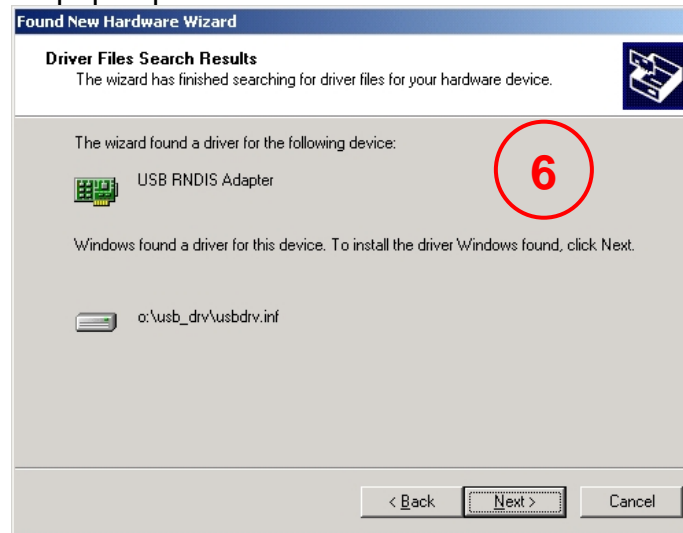 Found New Hardware Wizard
Driver Files Search Results
The wizard has finished searching for driver files for your hardware device.
The wizard found a driver for the following device:
USB RNDIS Adapter
6
Windows found a driver for this device. To install the driver Windows found, click Next.
o:\usb_drv\usbdrv.inf
< Back
Next >
Cancel